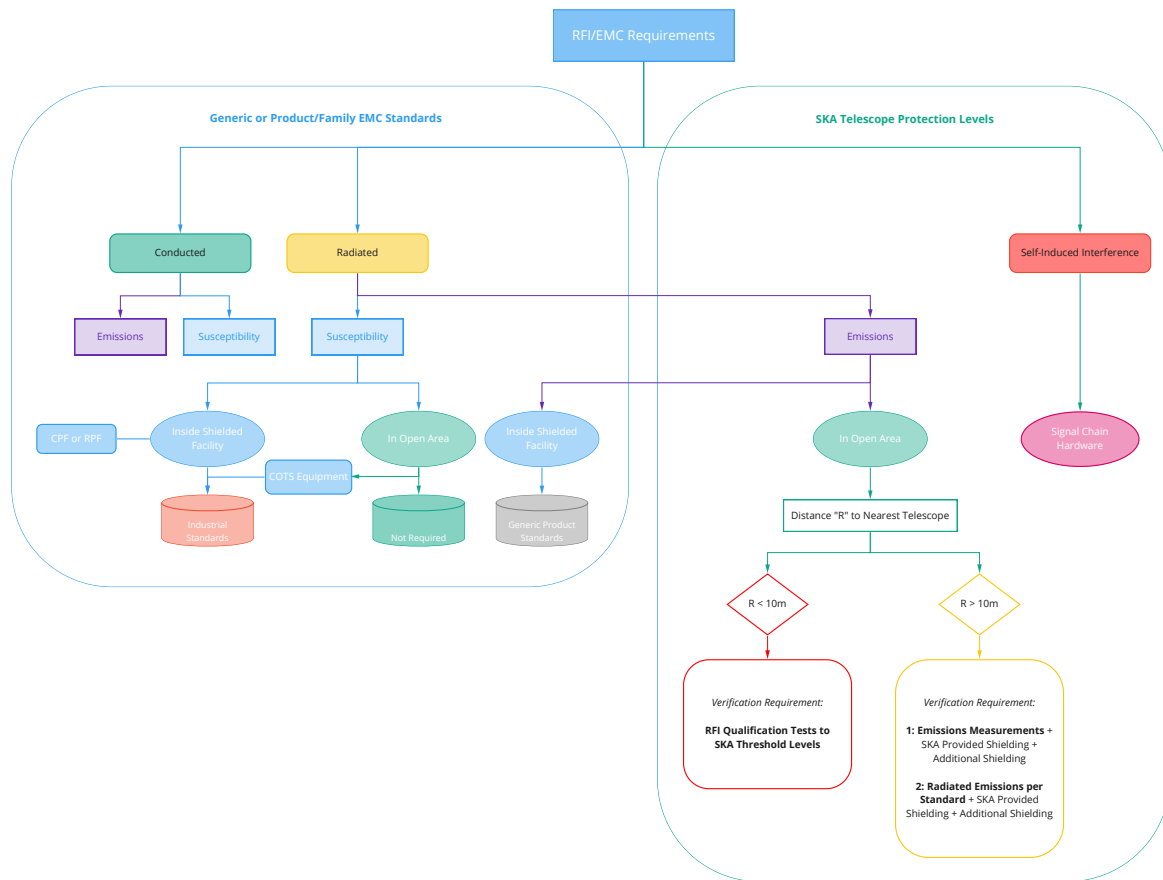 RFI/EMC Requirements
Generic or Product/Family EMC Standards
SKA Telescope Protection Levels
Conducted
Radiated
Self-Induced Interference
Emissions
Susceptibility
Susceptibility
Emissions
CPF or RPF
Inside Shielded
Facility
In Open Area
Inside Shielded
Facility
In Open Area
Signal Chain
Hardware
COTS Equipment
Industrial
Standards
Not Required
Generic Product
Standards
Distance "R" to Nearest Telescope
R < 10m
R > 10m
Verification Requirement:
RFI Qualification Tests to
SKA Threshold Levels
Verification Requirement:
1: Emissions Measurements +
SKA Provided Shielding +
Additional Shielding
2: Radiated Emissions per
Standard + SKA Provided
Shielding + Additional Shielding